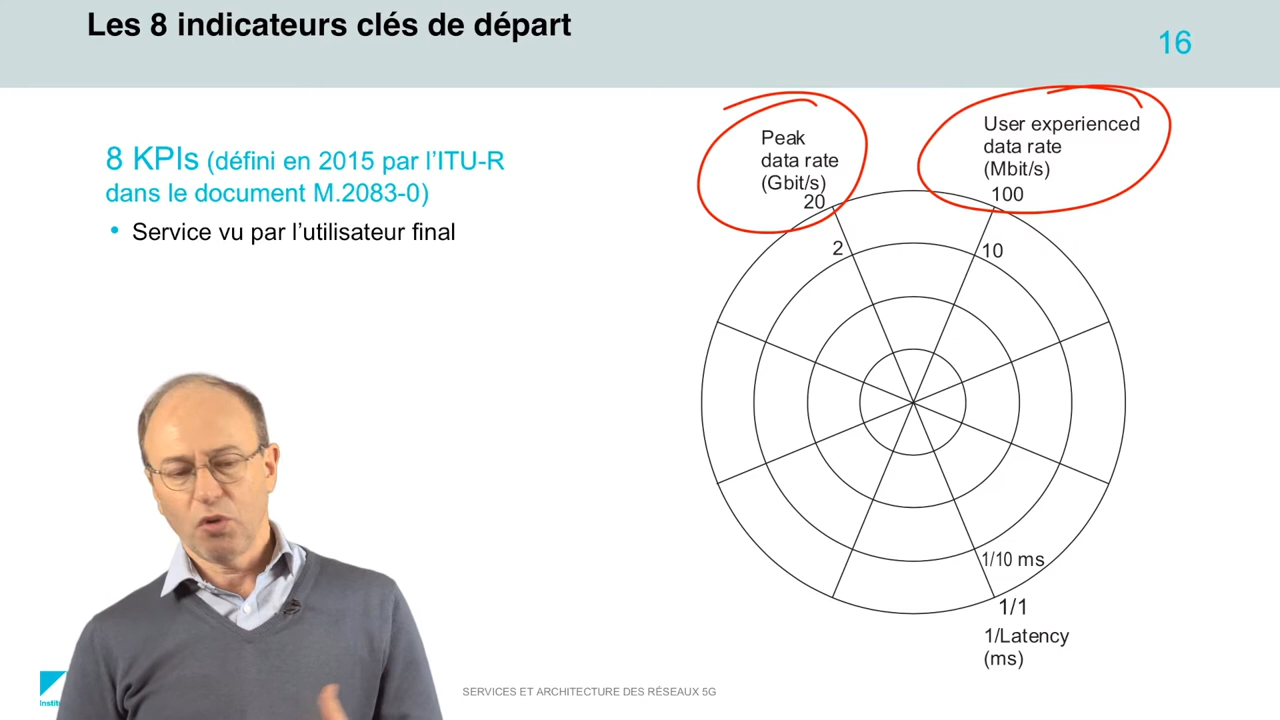 Les 8 indicateurs clés de départ
16
8 KPIs (défini en 2015 par l'ITU-R
dans le document M.2083-0)
• Service vu par l'utilisateur final
Peak
data rate
(Gbit/s)
20
2
User experienced
data rate
(Mbit/s)
100
10
1/10 ms
1/1
1/Latency
(ms)
SERVICES ET ARCHITECTURE DES RÉSEAUX 5G